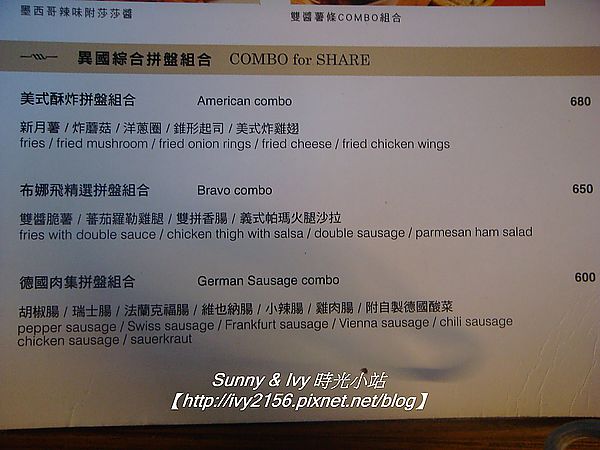 墨西哥辣味附莎莎醬
雙醬薯條COMBO組合
異國綜合拼盤組合 COMBO for SHARE
美式酥炸拼盤組合 American combo 680
新月薯 / 炸蘑菇 / 洋蔥圈 / 錐形起司 / 美式炸雞翅
fries / fried mushroom / fried onion rings / fried cheese / fried chicken wings
布娜飛精選拼盤組合 Bravo combo 650
雙醬脆薯 / 蕃茄羅勒雞腿 / 雙拼香腸 / 義式帕瑪火腿沙拉
fries with double sauce / chicken thigh with salsa / double sausage / parmesan ham salad
德國肉集拼盤組合 German Sausage combo 600
胡椒腸 / 瑞士腸 / 法蘭克福腸 / 維也納腸 / 小辣腸 / 雞肉腸 / 附自製德國酸菜
pepper sausage / Swiss sausage / Frankfurt sausage / Vienna sausage / chili sausage
chicken sausage / sauerkraut
Sunny & Ivy 時光小站
【http://ivy2156.pixnet.net/blog】